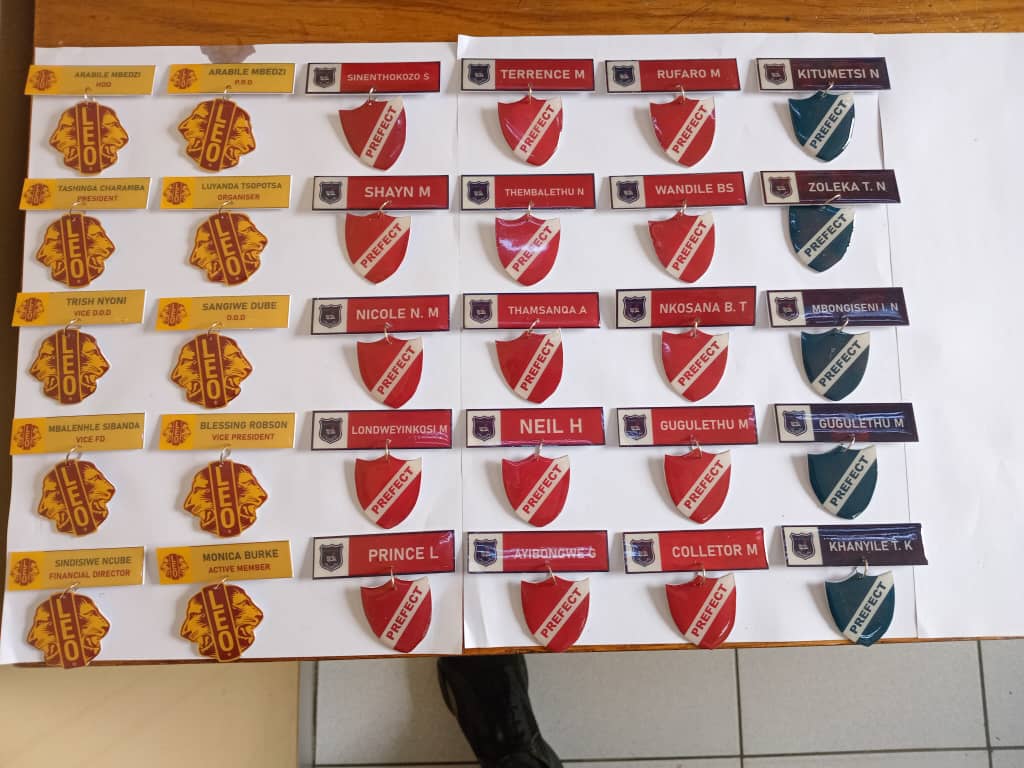 ARABILE MBEDZI
HOD
LEO
ARABILE MBEDZI
P.R.O
LEO
SINENTHOKOZO S
PREFECT
TERRENCE M
PREFECT
RUFARO M
PREFECT
KITUMETSI N
PREFECT
TASHINGA CHARAMBA
PRESIDENT
LEO
LUYANDA TSOPOTSA
ORGANISER
LEO
SHAYN M
PREFECT
THEMBALETHU N
PREFECT
WANDILE BS
PREFECT
ZOLEKA T. N
PREFECT
TRISH NYONI
VICE D.O.D
LEO
SANGIWE DUBE
D.O.D
LEO
NICOLE N. M
PREFECT
THAMSANQA A
PREFECT
NKOSANA B. T
PREFECT
MBONGISENI I. N
PREFECT
MBALENHLE SIBANDA
VICE FD
LEO
BLESSING ROBSON
VICE PRESIDENT
LEO
LONDWEYINKOSI M
PREFECT
NEIL H
PREFECT
GUGULETHU M
PREFECT
GUGULETHU M
PREFECT
SINDISIWE NCUBE
FINANCIAL DIRECTOR
LEO
MONICA BURKE
ACTIVE MEMBER
LEO
PRINCE L
PREFECT
AYIBONGWE G
PREFECT
COLLETOR M
PREFECT
KHANYILE T. K
PREFECT